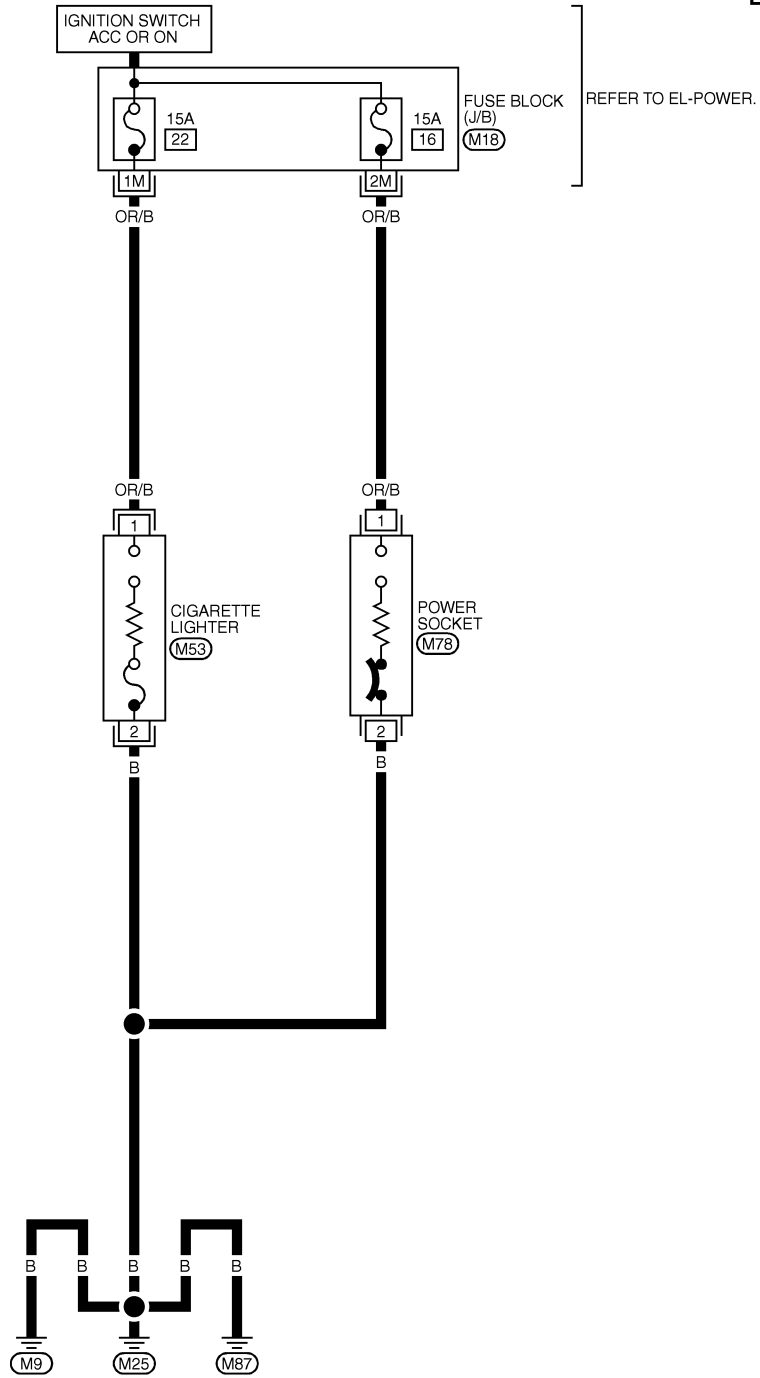 IGNITION SWITCH
ACC OR ON
REFER TO EL-POWER.
FUSE BLOCK
(J/B)
M18
15A
22
15A
16
1M
2M
OR/B
OR/B
OR/B
OR/B
1
1
CIGARETTE
LIGHTER
M53
POWER
SOCKET
M78
2
2
B
B
B
B
B
B
B
M9
M25
M87